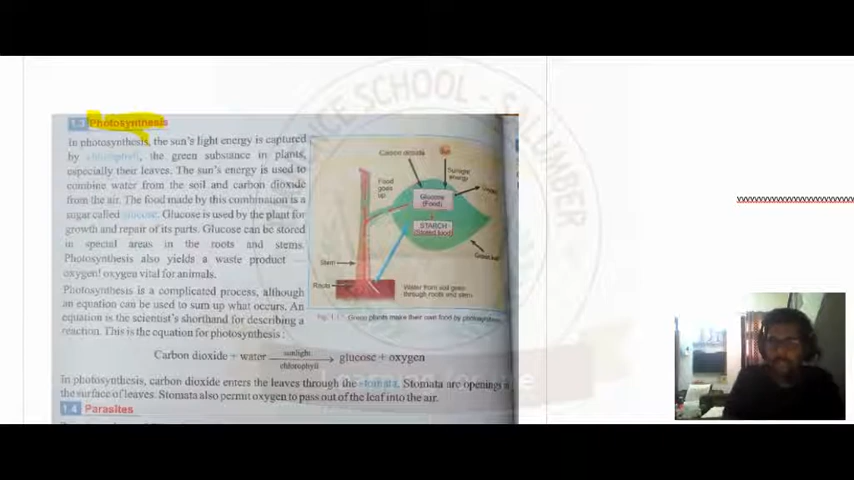 ENCE SCHOOL - SALUNDER
1.3 Photosynthesis
In photosynthesis, the sun's light energy is captured
by chlorophyll, the green substance in plants,
especially their leaves. The sun's energy is used to
combine water from the soil and carbon dioxide
from the air. The food made by this combination is a
sugar called glucose. Glucose is used by the plant for
growth and repair of its parts. Glucose can be stored
in special areas in the roots and stems.
Photosynthesis also yields a waste product –
oxygen! oxygen vital for animals.
Photosynthesis is a complicated process, although
an equation can be used to sum up what occurs. An
equation is the scientist's shorthand for describing a
reaction. This is the equation for photosynthesis :
Carbon dioxide
Sunlight
energy
Food
goes
up
Glucose
(Food)
STARCH
(Stored food)
Green leaf
Stem
Roots
Water from soil goes
through roots and stem
Green plants make their own food by photosynthesis
Carbon dioxide + water sunlight chlorophyll glucose + oxygen
In photosynthesis, carbon dioxide enters the leaves through the stomata. Stomata are openings
the surface of leaves. Stomata also permit oxygen to pass out of the leaf into the air.
1.4 Parasites